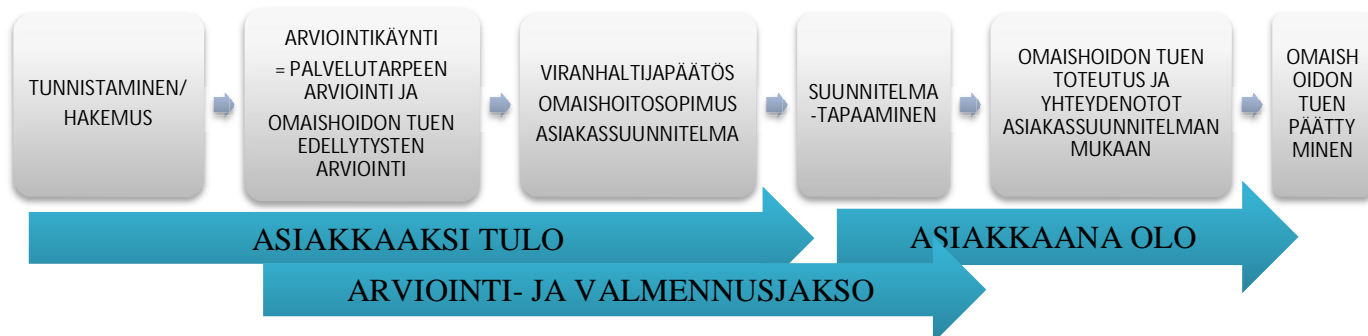 TUNNISTAMINEN/
HAKEMUS
ARVIOINTIKÄYNTI
= PALVELUTARPEEN
ARVIOINTI JA
OMAISHOIDON TUEN
EDELLYTYSTEN
ARVIOINTI
VIRANHALTIJAPÄÄTÖS
OMAISHOITOSOPIMUS
ASIAKASSUUNNITELMA
SUUNNITELMA
-TAPAAMINEN
OMAISHOIDON TUEN
TOTEUTUS JA
YHTEYDENOTOT
ASIAKASSUUNNITELMAN
MUKAAN
OMAISH
OIDON
TUEN
PÄÄTTY
MINEN
ASIAKKAAKSI TULO
ASIAKKAANA OLO
ARVIOINTI- JA VALMENNUSJAKSO